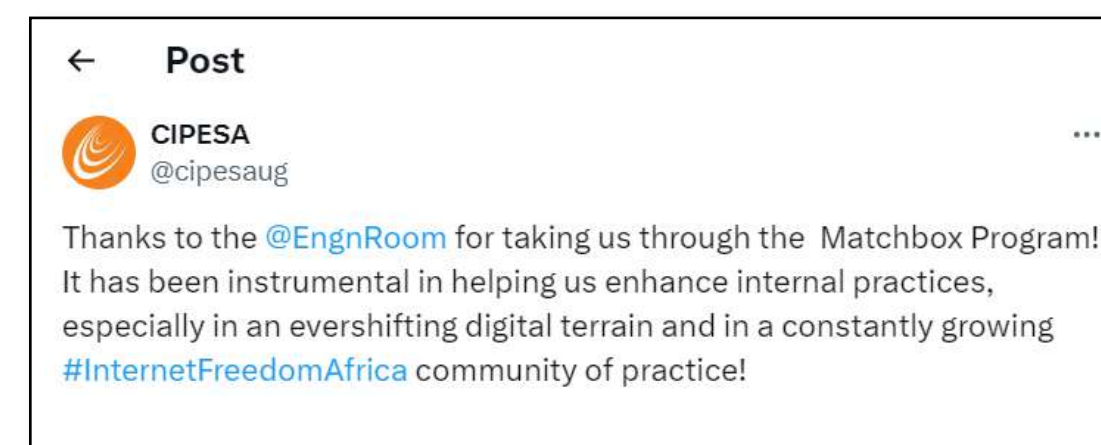 Post
CIPESA
@cipesaug
Thanks to the @EngnRoom for taking us through the Matchbox Program!
It has been instrumental in helping us enhance internal practices,
especially in an evershifting digital terrain and in a constantly growing
#InternetFreedomAfrica community of practice!